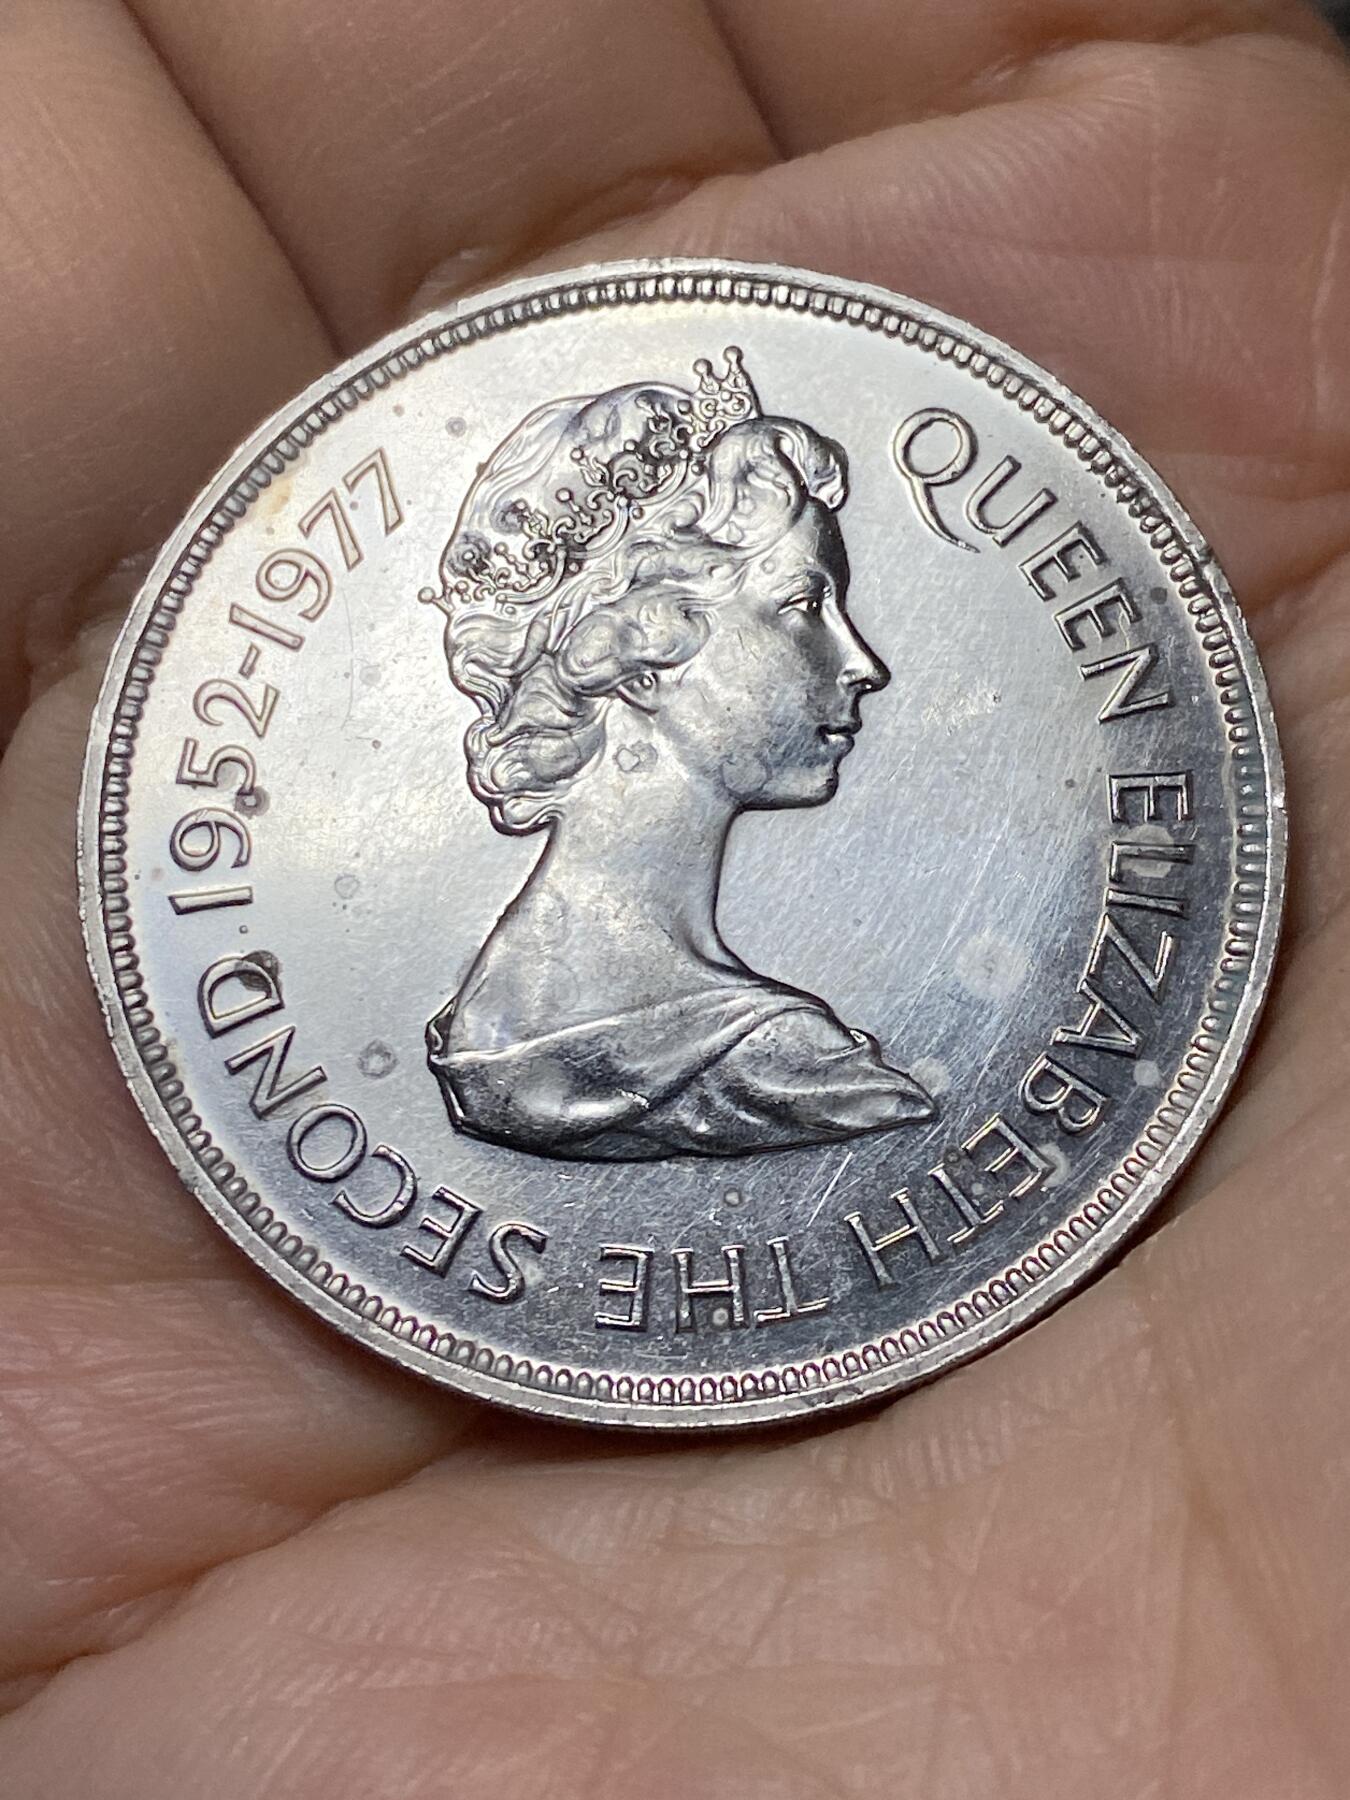 QUEEN ELIZABETH THE SECOND · 1952-1977